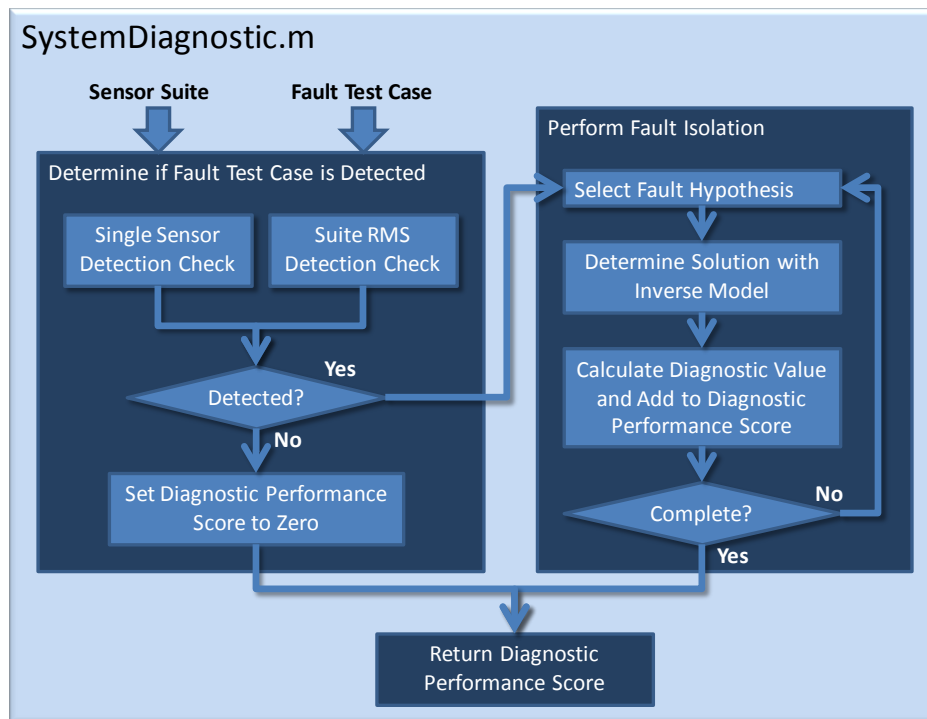 SystemDiagnostic.m
Sensor Suite
Fault Test Case
Determine if Fault Test Case is Detected
Single Sensor
Detection Check
Suite RMS
Detection Check
Yes
Detected?
No
Set Diagnostic Performance
Score to Zero
Perform Fault Isolation
Select Fault Hypothesis
Determine Solution with
Inverse Model
Calculate Diagnostic Value
and Add to Diagnostic
Performance Score
No
Complete?
Yes
Return Diagnostic
Performance Score